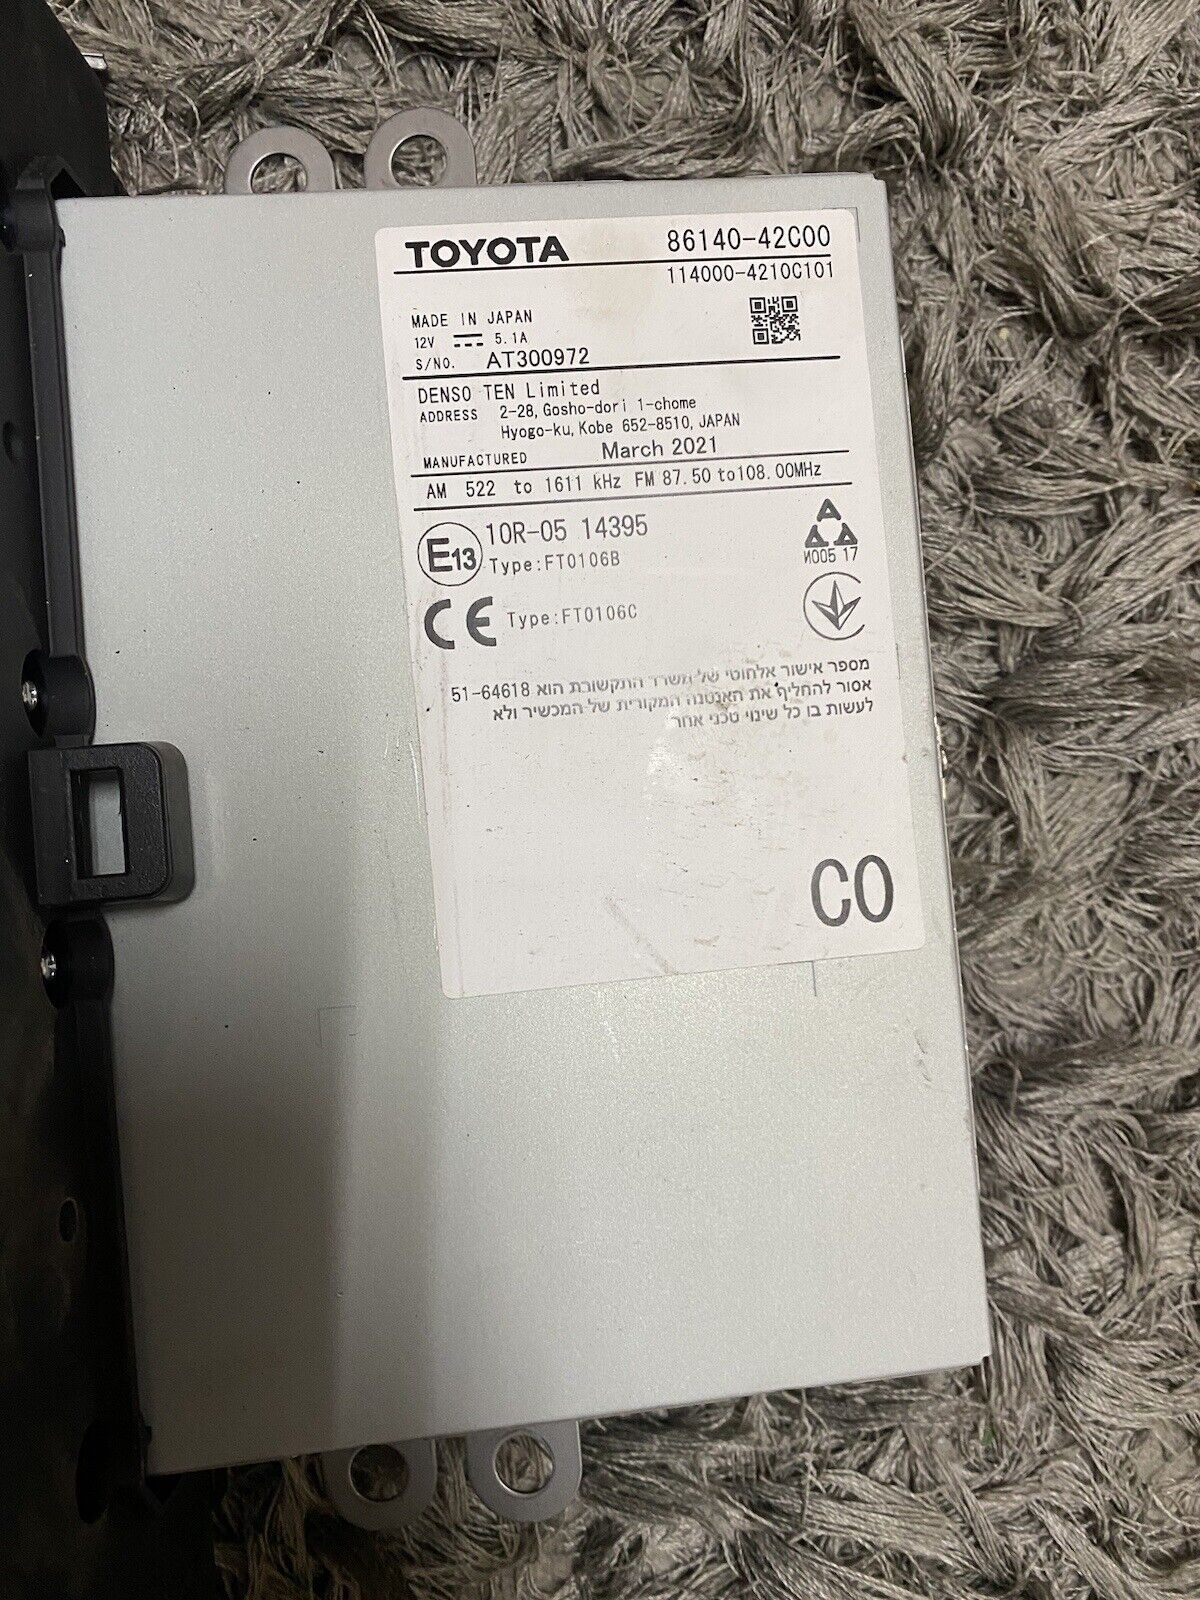 TOYOTA 86140-42C00
114000-4210C101
MADE IN JAPAN
12V 5.1A
S/NO. AT300972
DENSO TEN Limited
ADDRESS 2-28, Gosho-dori 1-chome
Hyogo-ku, Kobe 652-8510, JAPAN
MANUFACTURED March 2021
AM 522 to 1611 kHz FM 87.50 to 108.00MHz
E13 10R-05 14395
Type:FT0106B
И005 17
CE Type:FT0106C
מספר אישור אלחוטי של משרד התקשורת הוא 51-64618
אסור להחליף את האנטנה המקורית של המכשיר ולא
לעשות בו כל שינוי טכני אחר
C0